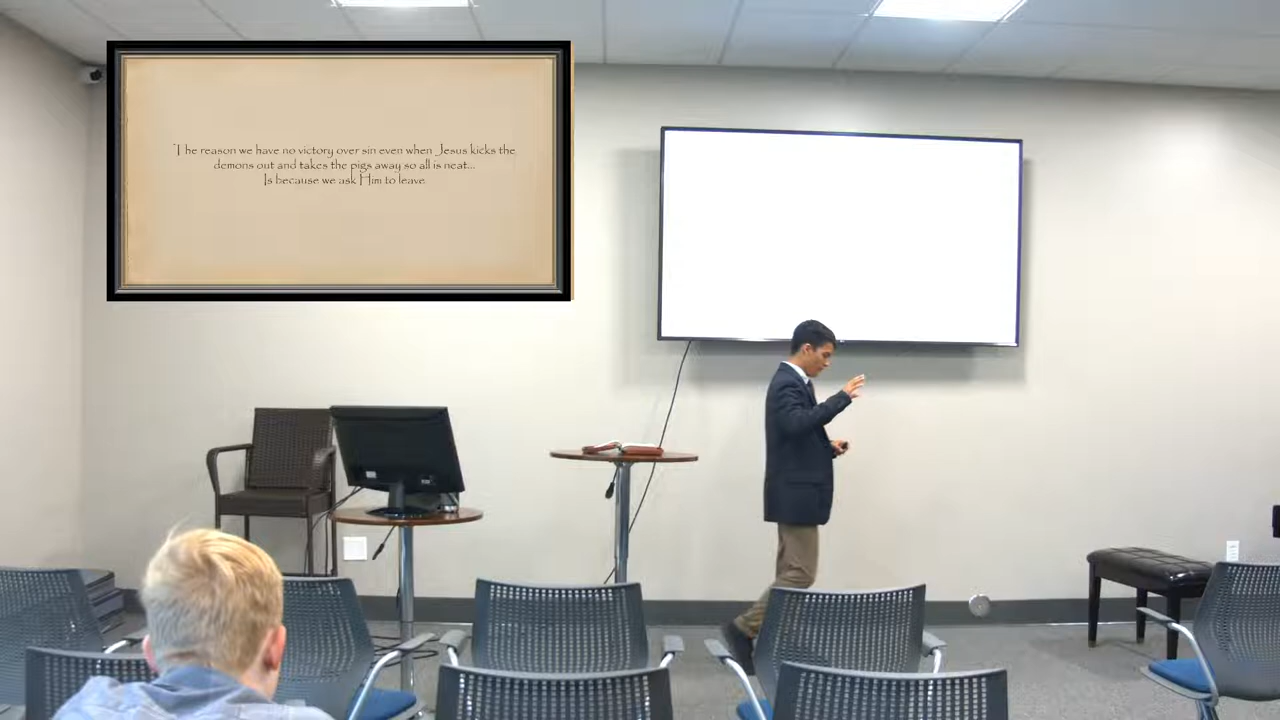 The reason we have no victory over sin even when Jesus kicks the
demons out and takes the pigs away so all is neat...
Is because we ask Him to leave